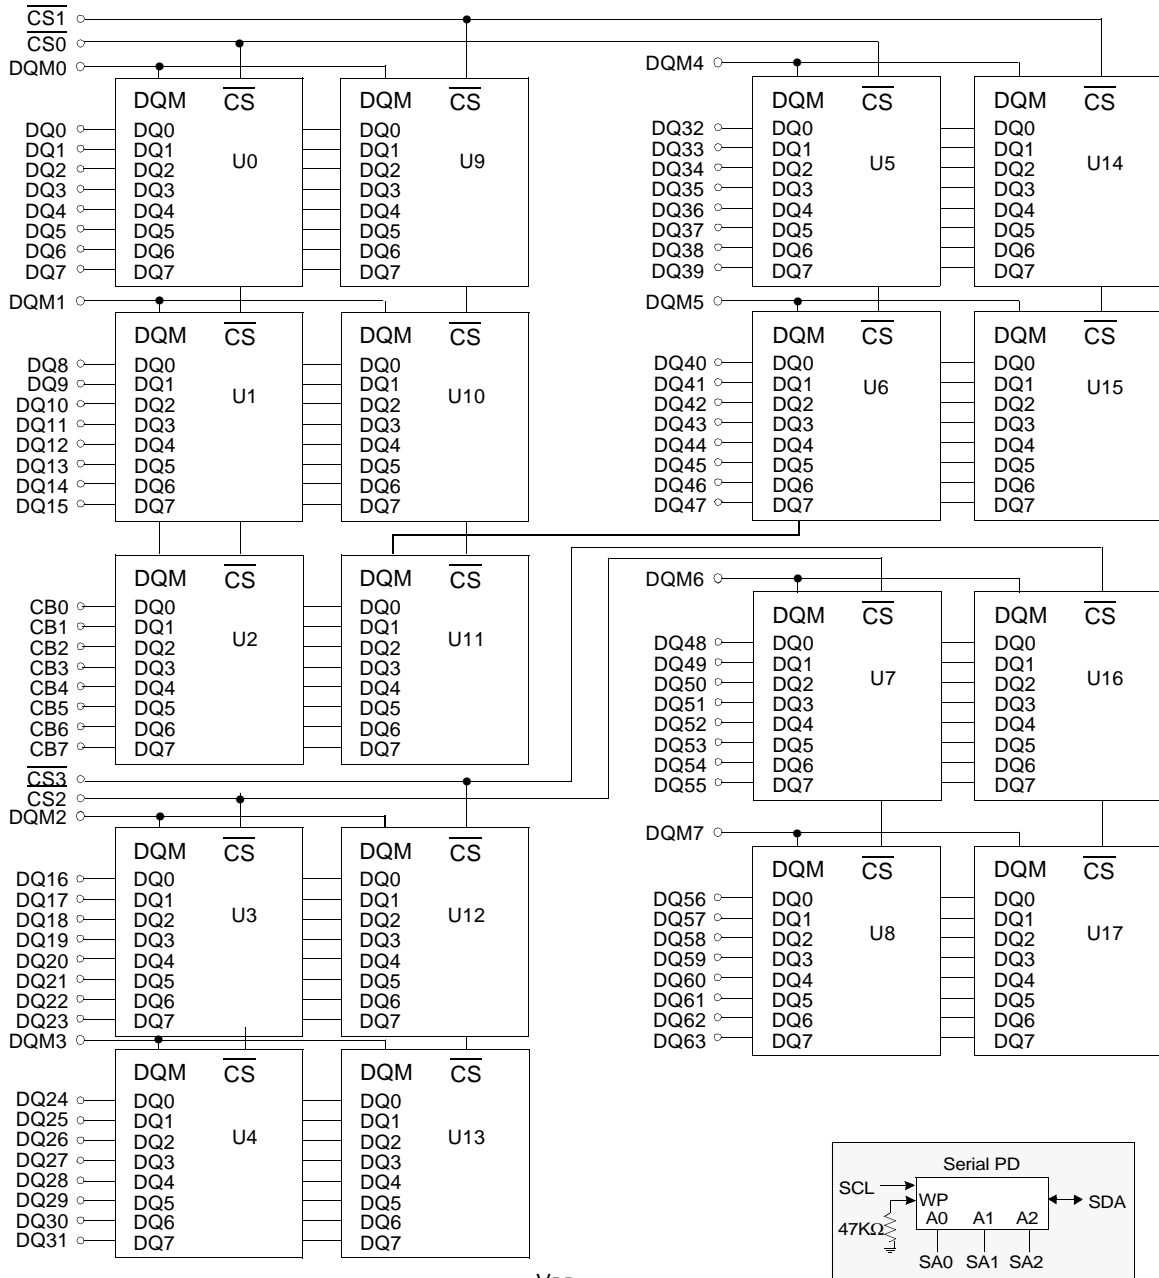 CS1
CS0
DQM0
DQM CS
DQ0 DQ0
DQ1 DQ1
DQ2 DQ2
DQ3 DQ3
DQ4 DQ4
DQ5 DQ5
DQ6 DQ6
DQ7 DQ7
U0
DQM CS
DQ0
DQ1
DQ2
DQ3
DQ4
DQ5
DQ6
DQ7
U9
DQM1
DQM CS
DQ8 DQ0
DQ9 DQ1
DQ10 DQ2
DQ11 DQ3
DQ12 DQ4
DQ13 DQ5
DQ14 DQ6
DQ15 DQ7
U1
DQM CS
DQ0
DQ1
DQ2
DQ3
DQ4
DQ5
DQ6
DQ7
U10
DQM CS
CB0 DQ0
CB1 DQ1
CB2 DQ2
CB3 DQ3
CB4 DQ4
CB5 DQ5
CB6 DQ6
CB7 DQ7
U2
DQM CS
DQ0
DQ1
DQ2
DQ3
DQ4
DQ5
DQ6
DQ7
U11
CS3
CS2
DQM2
DQM CS
DQ16 DQ0
DQ17 DQ1
DQ18 DQ2
DQ19 DQ3
DQ20 DQ4
DQ21 DQ5
DQ22 DQ6
DQ23 DQ7
U3
DQM CS
DQ0
DQ1
DQ2
DQ3
DQ4
DQ5
DQ6
DQ7
U12
DQM3
DQM CS
DQ24 DQ0
DQ25 DQ1
DQ26 DQ2
DQ27 DQ3
DQ28 DQ4
DQ29 DQ5
DQ30 DQ6
DQ31 DQ7
U4
DQM CS
DQ0
DQ1
DQ2
DQ3
DQ4
DQ5
DQ6
DQ7
U13
DQM4
DQM CS
DQ32 DQ0
DQ33 DQ1
DQ34 DQ2
DQ35 DQ3
DQ36 DQ4
DQ37 DQ5
DQ38 DQ6
DQ39 DQ7
U5
DQM CS
DQ0
DQ1
DQ2
DQ3
DQ4
DQ5
DQ6
DQ7
U14
DQM5
DQM CS
DQ40 DQ0
DQ41 DQ1
DQ42 DQ2
DQ43 DQ3
DQ44 DQ4
DQ45 DQ5
DQ46 DQ6
DQ47 DQ7
U6
DQM CS
DQ0
DQ1
DQ2
DQ3
DQ4
DQ5
DQ6
DQ7
U15
DQM6
DQM CS
DQ48 DQ0
DQ49 DQ1
DQ50 DQ2
DQ51 DQ3
DQ52 DQ4
DQ53 DQ5
DQ54 DQ6
DQ55 DQ7
U7
DQM CS
DQ0
DQ1
DQ2
DQ3
DQ4
DQ5
DQ6
DQ7
U16
DQM7
DQM CS
DQ56 DQ0
DQ57 DQ1
DQ58 DQ2
DQ59 DQ3
DQ60 DQ4
DQ61 DQ5
DQ62 DQ6
DQ63 DQ7
U8
DQM CS
DQ0
DQ1
DQ2
DQ3
DQ4
DQ5
DQ6
DQ7
U17
Serial PD
SCL
WP
SDA
47KΩ
A0 A1 A2
SA0 SA1 SA2